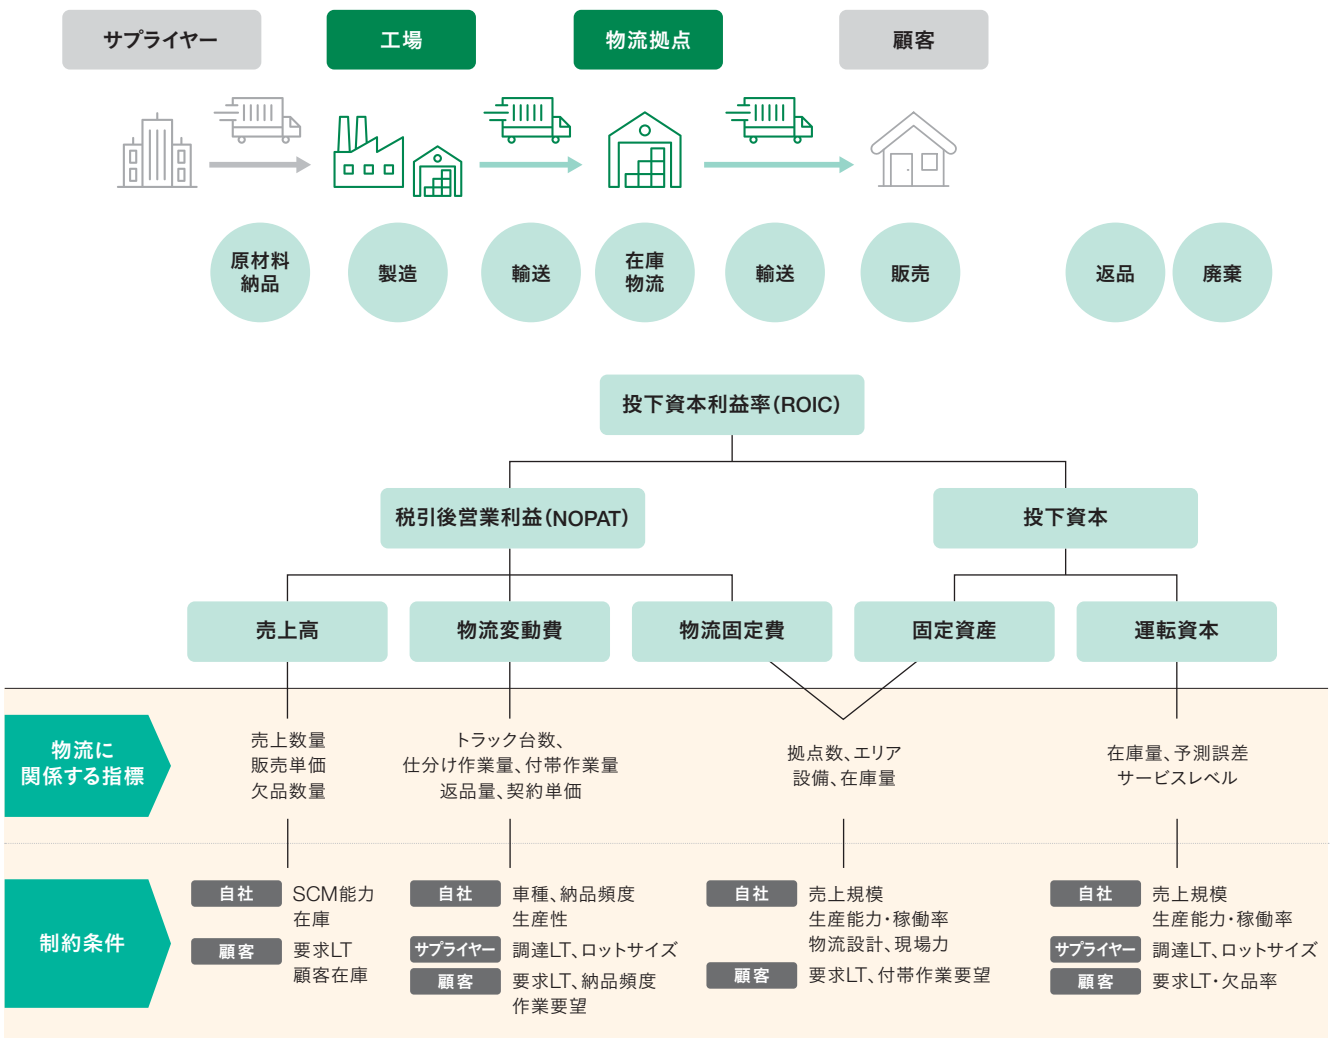 サプライヤー
工場
物流拠点
顧客
原材料
納品
製造
輸送
在庫
物流
輸送
販売
返品
廃棄
投下資本利益率(ROIC)
税引後営業利益(NOPAT)
投下資本
売上高
物流変動費
物流固定費
固定資産
運転資本
物流に
関係する指標
売上数量
販売単価
欠品数量
トラック台数、
仕分け作業量、付帯作業量
返品量、契約単価
拠点数、エリア
設備、在庫量
在庫量、予測誤差
サービスレベル
制約条件
自社 SCM能力
在庫
顧客 要求LT
顧客在庫
自社 車種、納品頻度
生産性
サプライヤー 調達LT、ロットサイズ
顧客 要求LT、納品頻度
作業要望
自社 売上規模
生産能力・稼働率
物流設計、現場力
顧客 要求LT、付帯作業要望
自社 売上規模
生産能力・稼働率
サプライヤー 調達LT、ロットサイズ
顧客 要求LT・欠品率